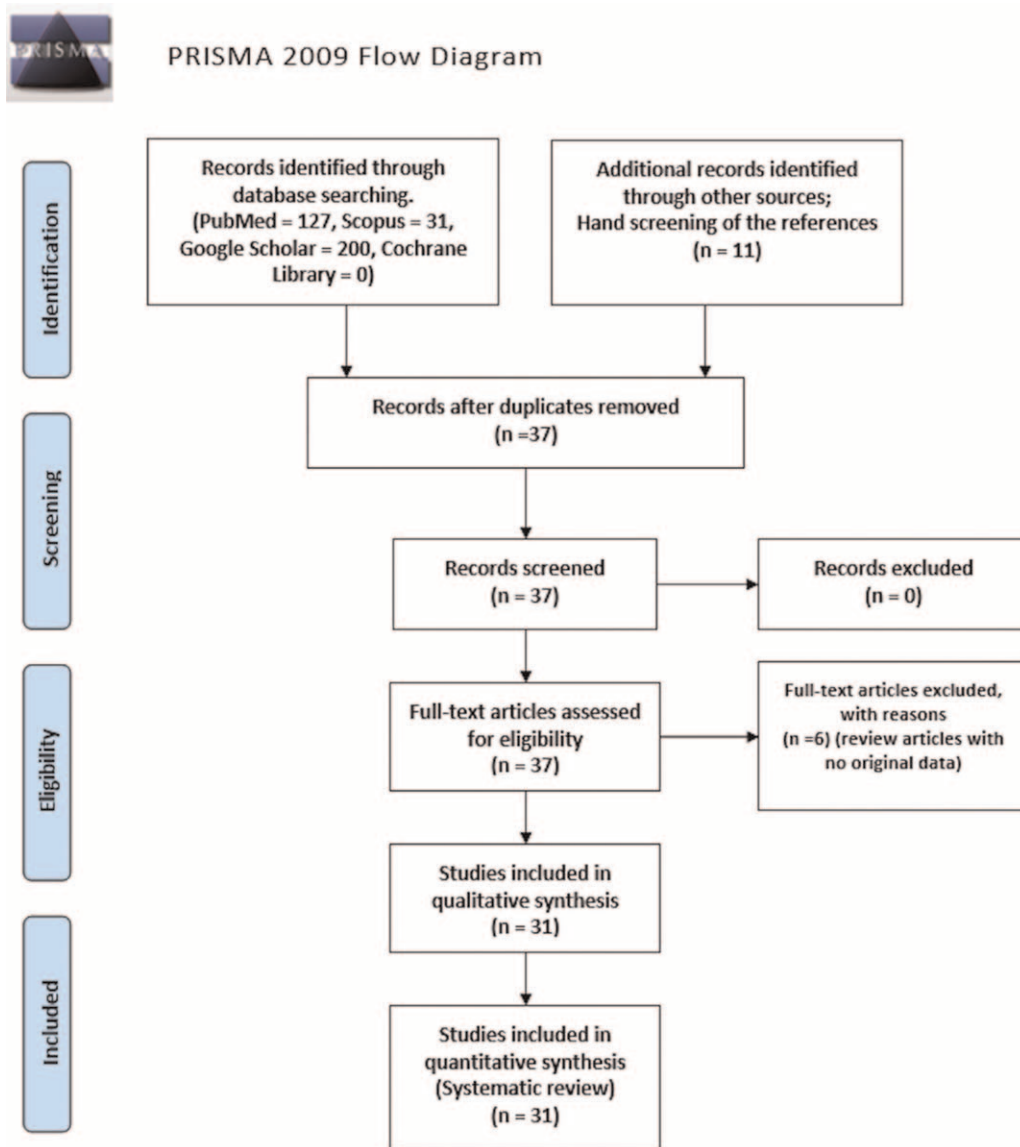 PRISMA
PRISMA 2009 Flow Diagram
Identification
Records identified through
database searching.
(PubMed = 127, Scopus = 31,
Google Scholar = 200, Cochrane
Library = 0)
Additional records identified
through other sources;
Hand screening of the references
(n = 11)
Records after duplicates removed
(n =37)
Screening
Records screened
(n = 37)
Records excluded
(n = 0)
Eligibility
Full-text articles assessed
for eligibility
(n = 37)
Full-text articles excluded,
with reasons
(n =6) (review articles with
no original data)
Studies included in
qualitative synthesis
(n = 31)
Included
Studies included in
quantitative synthesis
(Systematic review)
(n = 31)